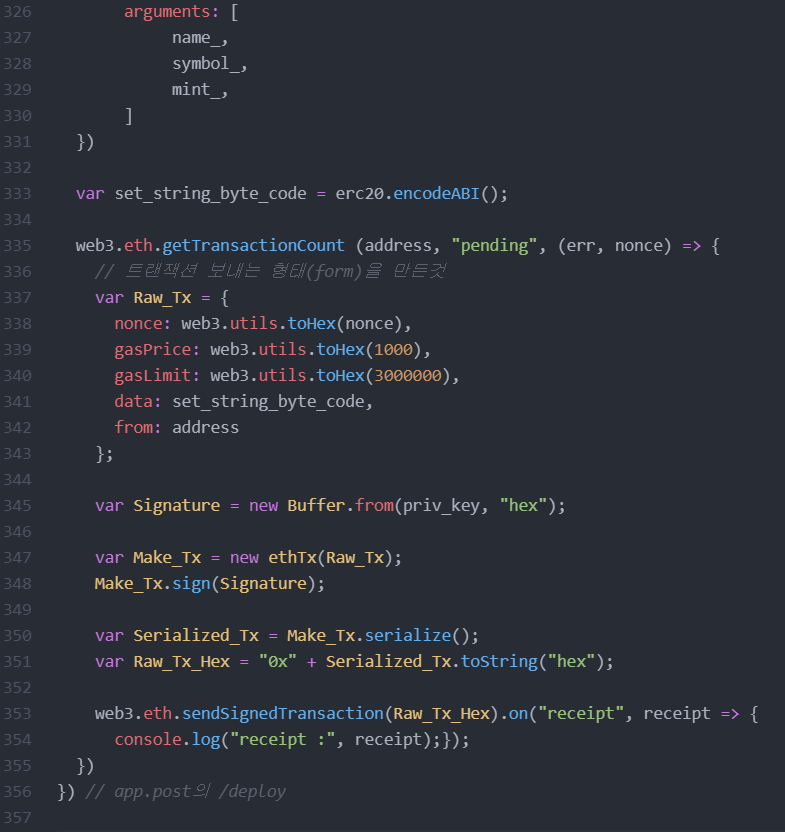 326 arguments: [
327 name_,
328 symbol_,
329 mint_,
330 ]
331 })
332
333 var set_string_byte_code = erc20.encodeABI();
334
335 web3.eth.getTransactionCount (address, "pending", (err, nonce) => {
336 // 트랜잭션 보내는 형태(form)을 만든것
337 var Raw_Tx = {
338 nonce: web3.utils.toHex(nonce),
339 gasPrice: web3.utils.toHex(1000),
340 gasLimit: web3.utils.toHex(3000000),
341 data: set_string_byte_code,
342 from: address
343 };
344
345 var Signature = new Buffer.from(priv_key, "hex");
346
347 var Make_Tx = new ethTx(Raw_Tx);
348 Make_Tx.sign(Signature);
349
350 var Serialized_Tx = Make_Tx.serialize();
351 var Raw_Tx_Hex = "0x" + Serialized_Tx.toString("hex");
352
353 web3.eth.sendSignedTransaction(Raw_Tx_Hex).on("receipt", receipt => {
354 console.log("receipt :", receipt);});
355 })
356 }) // app.post의 /deploy
357